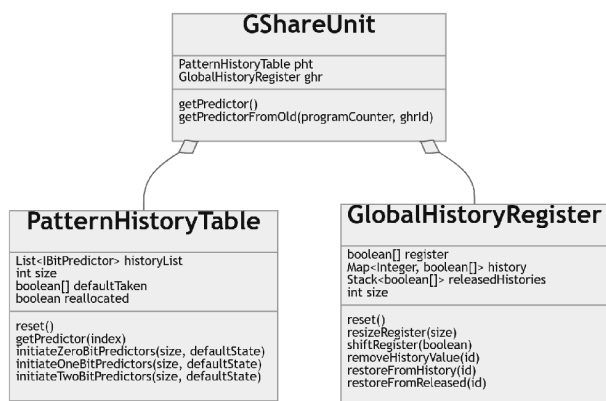 GShareUnit
PatternHistoryTable pht
GlobalHistoryRegister ghr
getPredictor()
getPredictorFromOld(programCounter, ghrId)
PatternHistoryTable
List<IBitPredictor> historyList
int size
boolean[] defaultTaken
boolean reallocated
reset()
getPredictor(index)
initiateZeroBitPredictors(size, defaultState)
initiateOneBitPredictors(size, defaultState)
initiateTwoBitPredictors(size, defaultState)
GlobalHistoryRegister
boolean[] register
Map<Integer, boolean[]> history
Stack<boolean[]> releasedHistories
int size
reset()
resizeRegister(size)
shiftRegister(boolean)
removeHistoryValue(id)
restoreFromHistory(id)
restoreFromReleased(id)